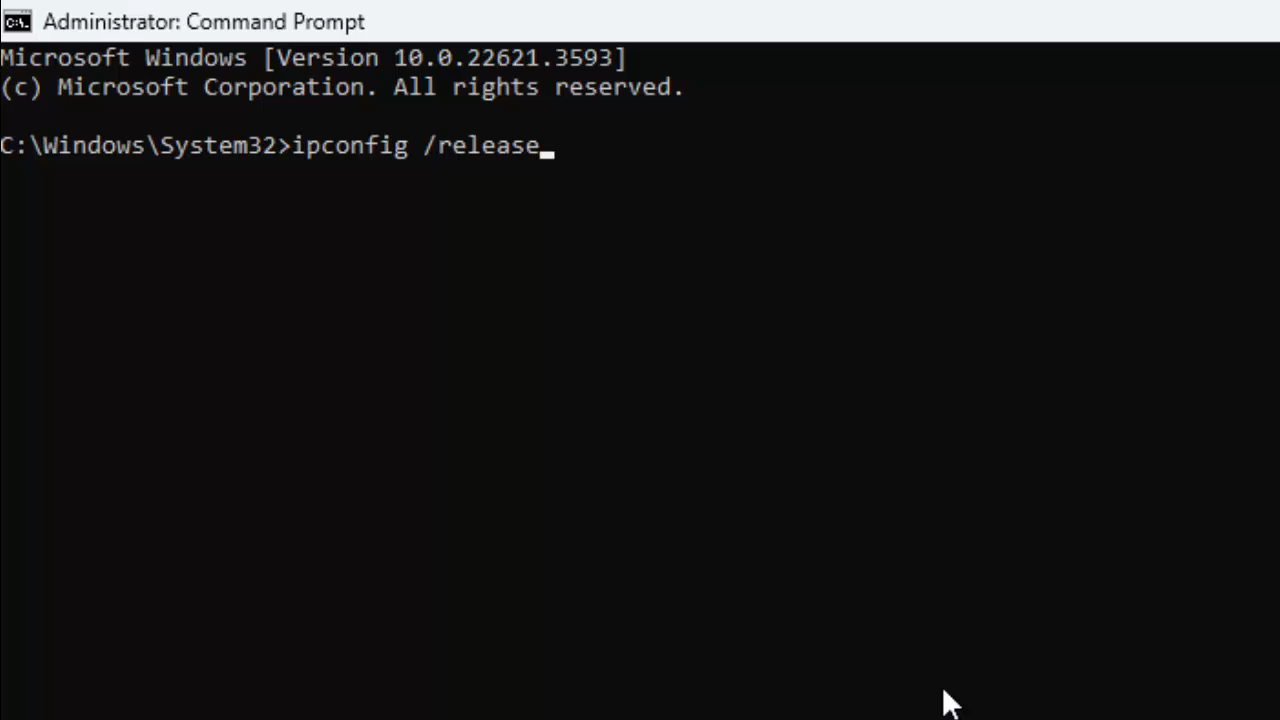 Administrator: Command Prompt
Microsoft Windows [Version 10.0.22621.3593]
(c) Microsoft Corporation. All rights reserved.
C:\Windows\System32>ipconfig /release